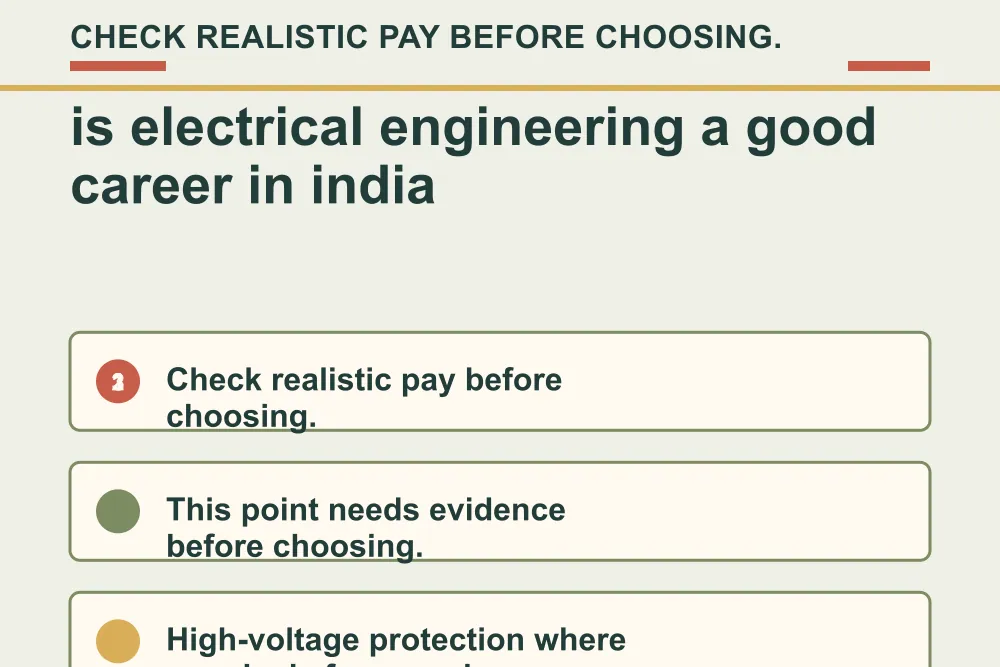 CHECK REALISTIC PAY BEFORE CHOOSING.
is electrical engineering a good
career in india
Check realistic pay before
choosing.
This point needs evidence
before choosing.
High-voltage protection where